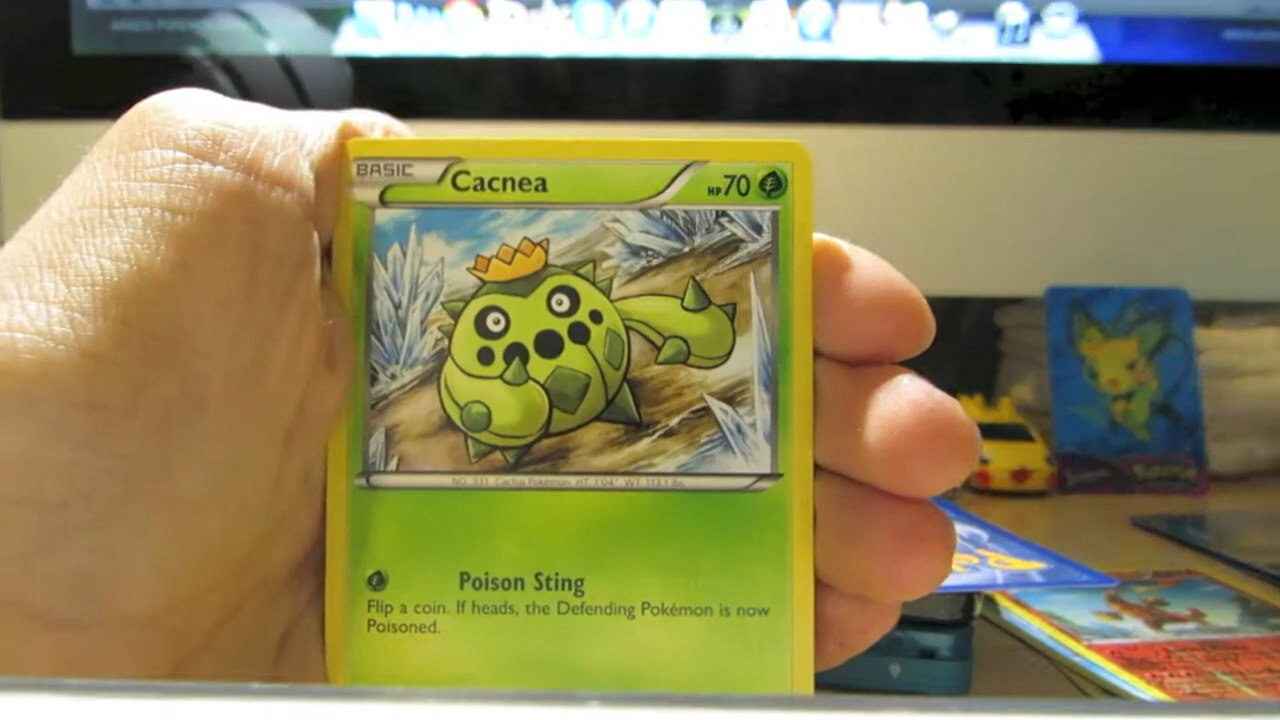 BASIC
Cacnea
HP 70
NO. 331 Cactus Pokémon HT: 1'04" WT: 113.1 lbs.
Poison Sting
Flip a coin. If heads, the Defending Pokémon is now
Poisoned.